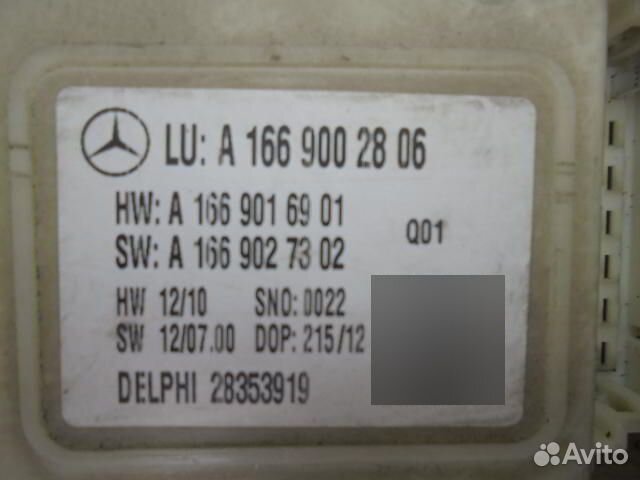 LU: A 166 900 28 06
HW: A 166 901 69 01
SW: A 166 902 73 02
Q01
HW 12/10 SNO: 0022
SW 12/07.00 DOP: 215/12
DELPHI 28353919
Avito